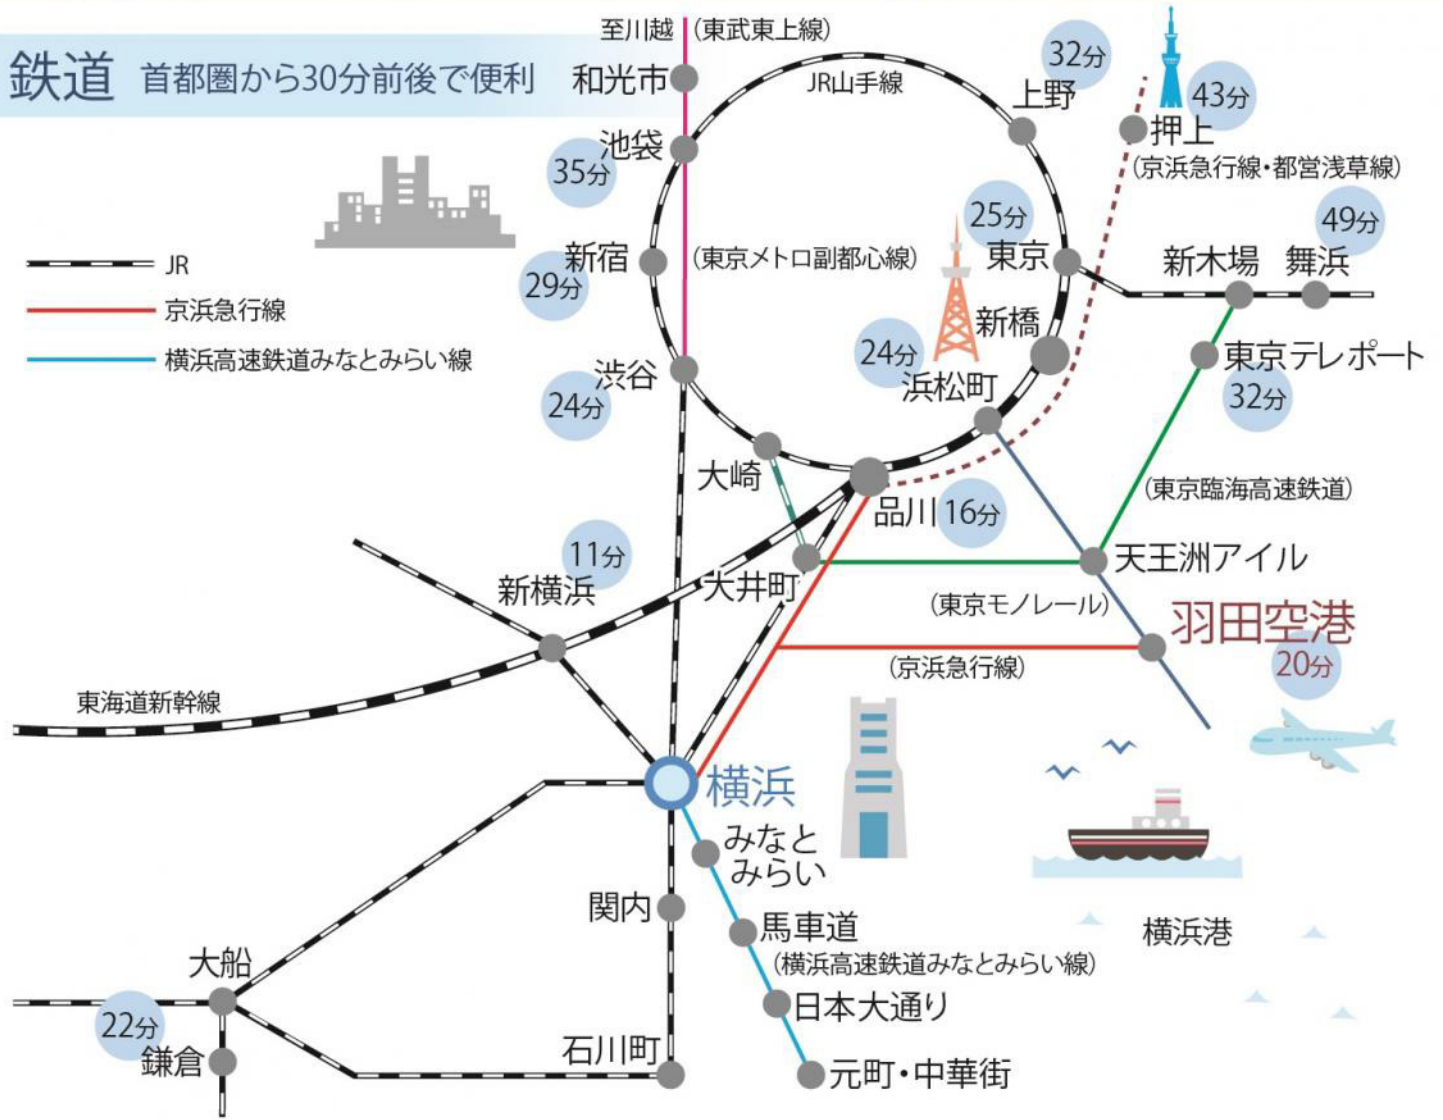 鉄道 首都圏から30分前後で便利
至川越
(東武東上線)
和光市
JR山手線
池袋
35分
上野
32分
43分
押上
(京浜急行線・都営浅草線)
新宿
29分
(東京メトロ副都心線)
25分
東京
49分
新木場
舞浜
JR
京浜急行線
横浜高速鉄道みなとみらい線
新橋
24分
浜松町
東京テレポート
32分
渋谷
24分
大崎
品川
16分
(東京臨海高速鉄道)
11分
新横浜
大井町
天王洲アイル
(東京モノレール)
羽田空港
20分
(京浜急行線)
東海道新幹線
横浜
みなと
みらい
関内
馬車道
(横浜高速鉄道みなとみらい線)
横浜港
大船
日本大通り
22分
鎌倉
石川町
元町・中華街